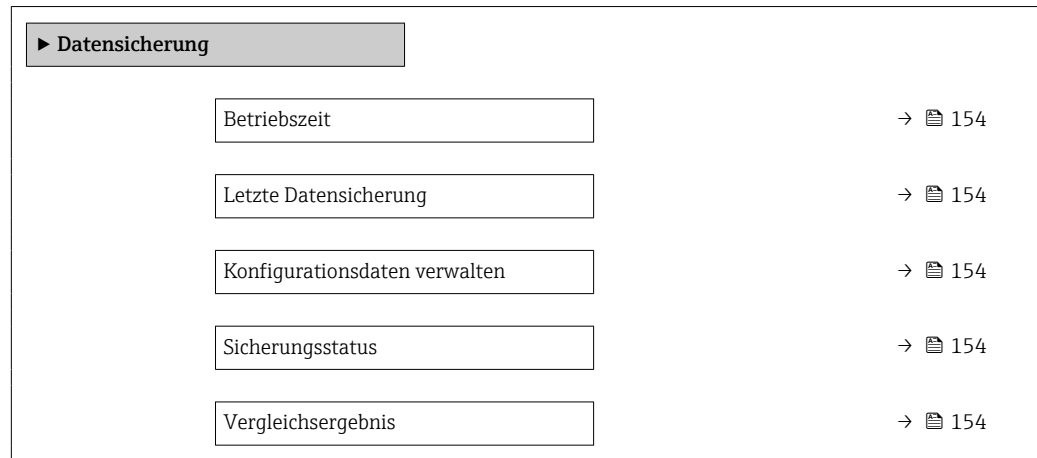 ▶ Datensicherung
Betriebszeit → 🖹 154
Letzte Datensicherung → 🖹 154
Konfigurationsdaten verwalten → 🖹 154
Sicherungsstatus → 🖹 154
Vergleichsergebnis → 🖹 154